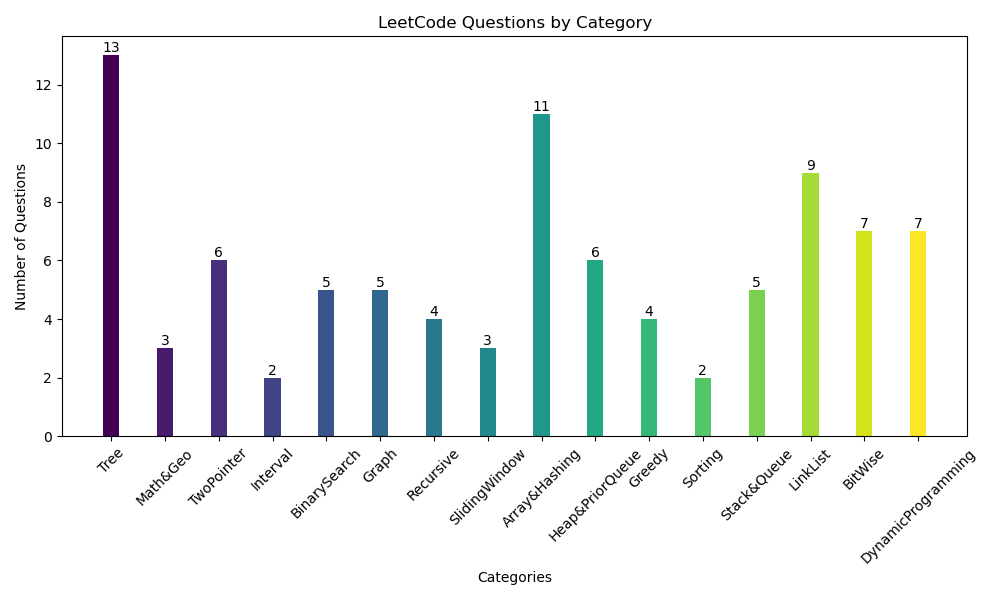 LeetCode Questions by Category
Number of Questions
12
10
8
6
4
2
0
13
3
6
2
5
5
4
3
11
6
4
2
5
9
7
7
Tree
Math&Geo
TwoPointer
Interval
BinarySearch
Graph
Recursive
SlidingWindow
Array&Hashing
Heap&PriorQueue
Greedy
Sorting
Stack&Queue
LinkList
BitWise
DynamicProgramming
Categories